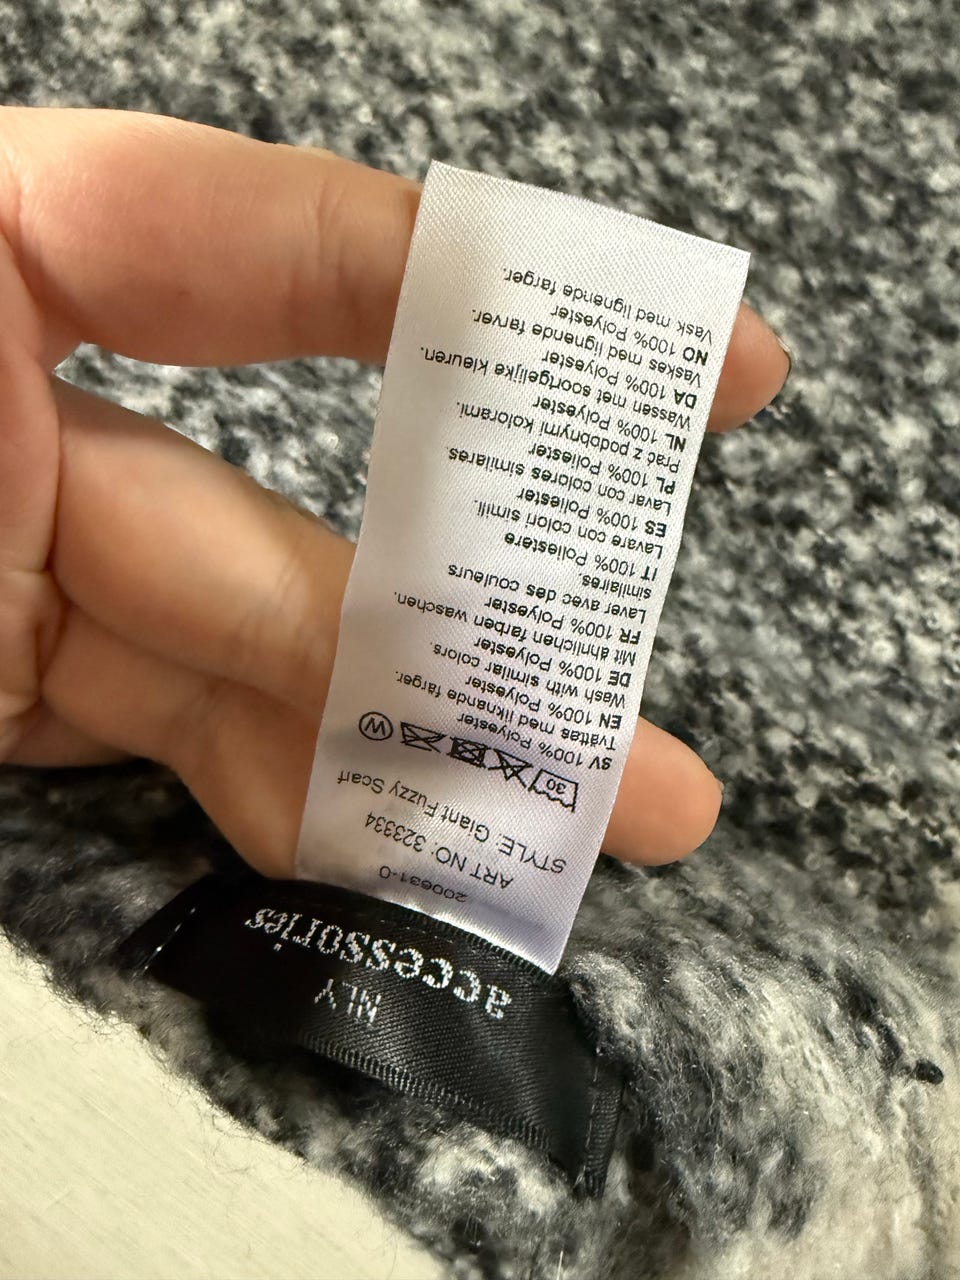 NLY
accessories
200631-0
ART NO: 323334
STYLE: Giant Fuzzy Scarf
30
W
SV 100% Polyester
Tvättas med liknande färger.
EN 100% Polyester
Wash with similar colors.
DE 100% Polyester
Mit ähnlichen farben waschen.
FR 100% Polyester
Laver avec des couleurs
similaires.
IT 100% Poliestere
Lavare con colori simili.
ES 100% Poliester
Lavar con colores similares.
PL 100% Poliester
Prać z podobnymi kolorami.
NL 100% Polyester
Wassen met soortgelijke kleuren.
DA 100% Polyester
Vaskes med lignende farver.
NO 100% Polyester
Vask med lignende farger.